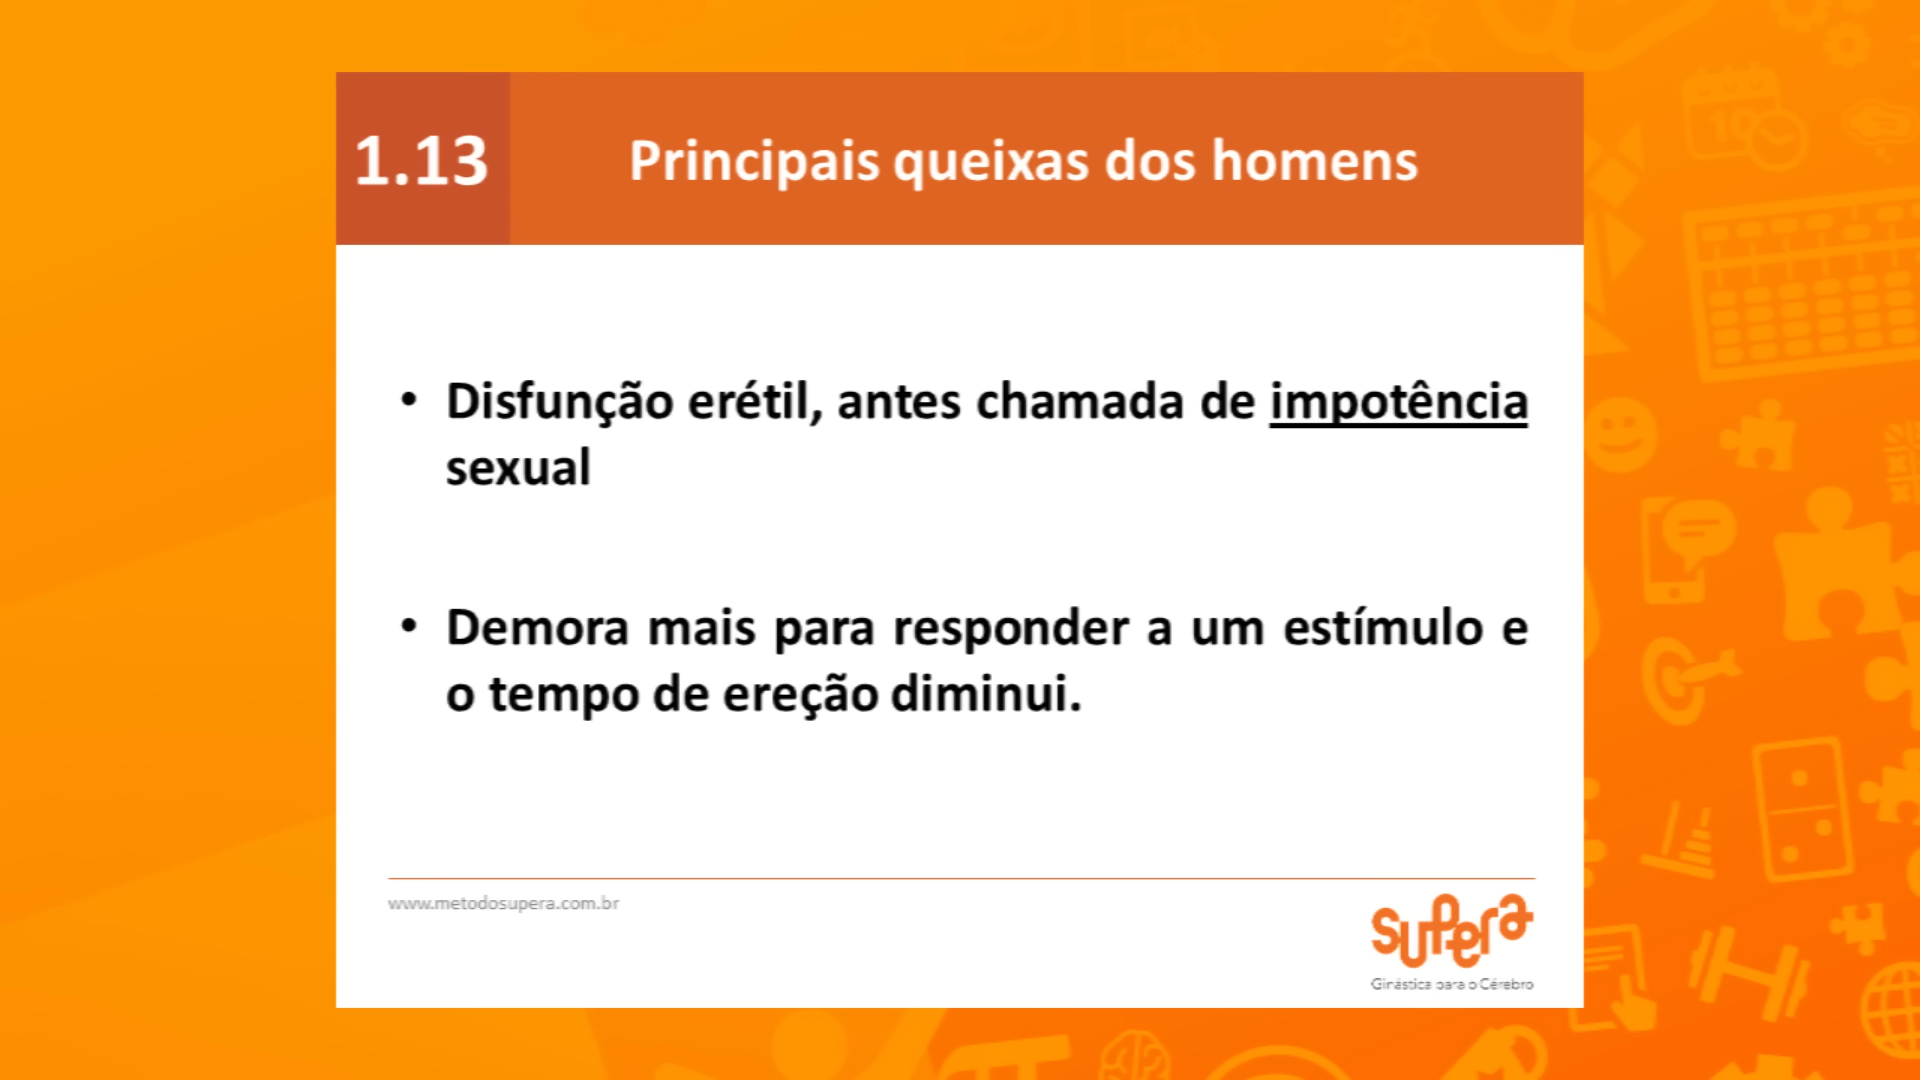 1.13
Principais queixas dos homens
• Disfunção erétil, antes chamada de impotência
sexual
• Demora mais para responder a um estímulo e
o tempo de ereção diminui.
www.metodosupera.com.br
supera
Ginástica para o Cérebro
10